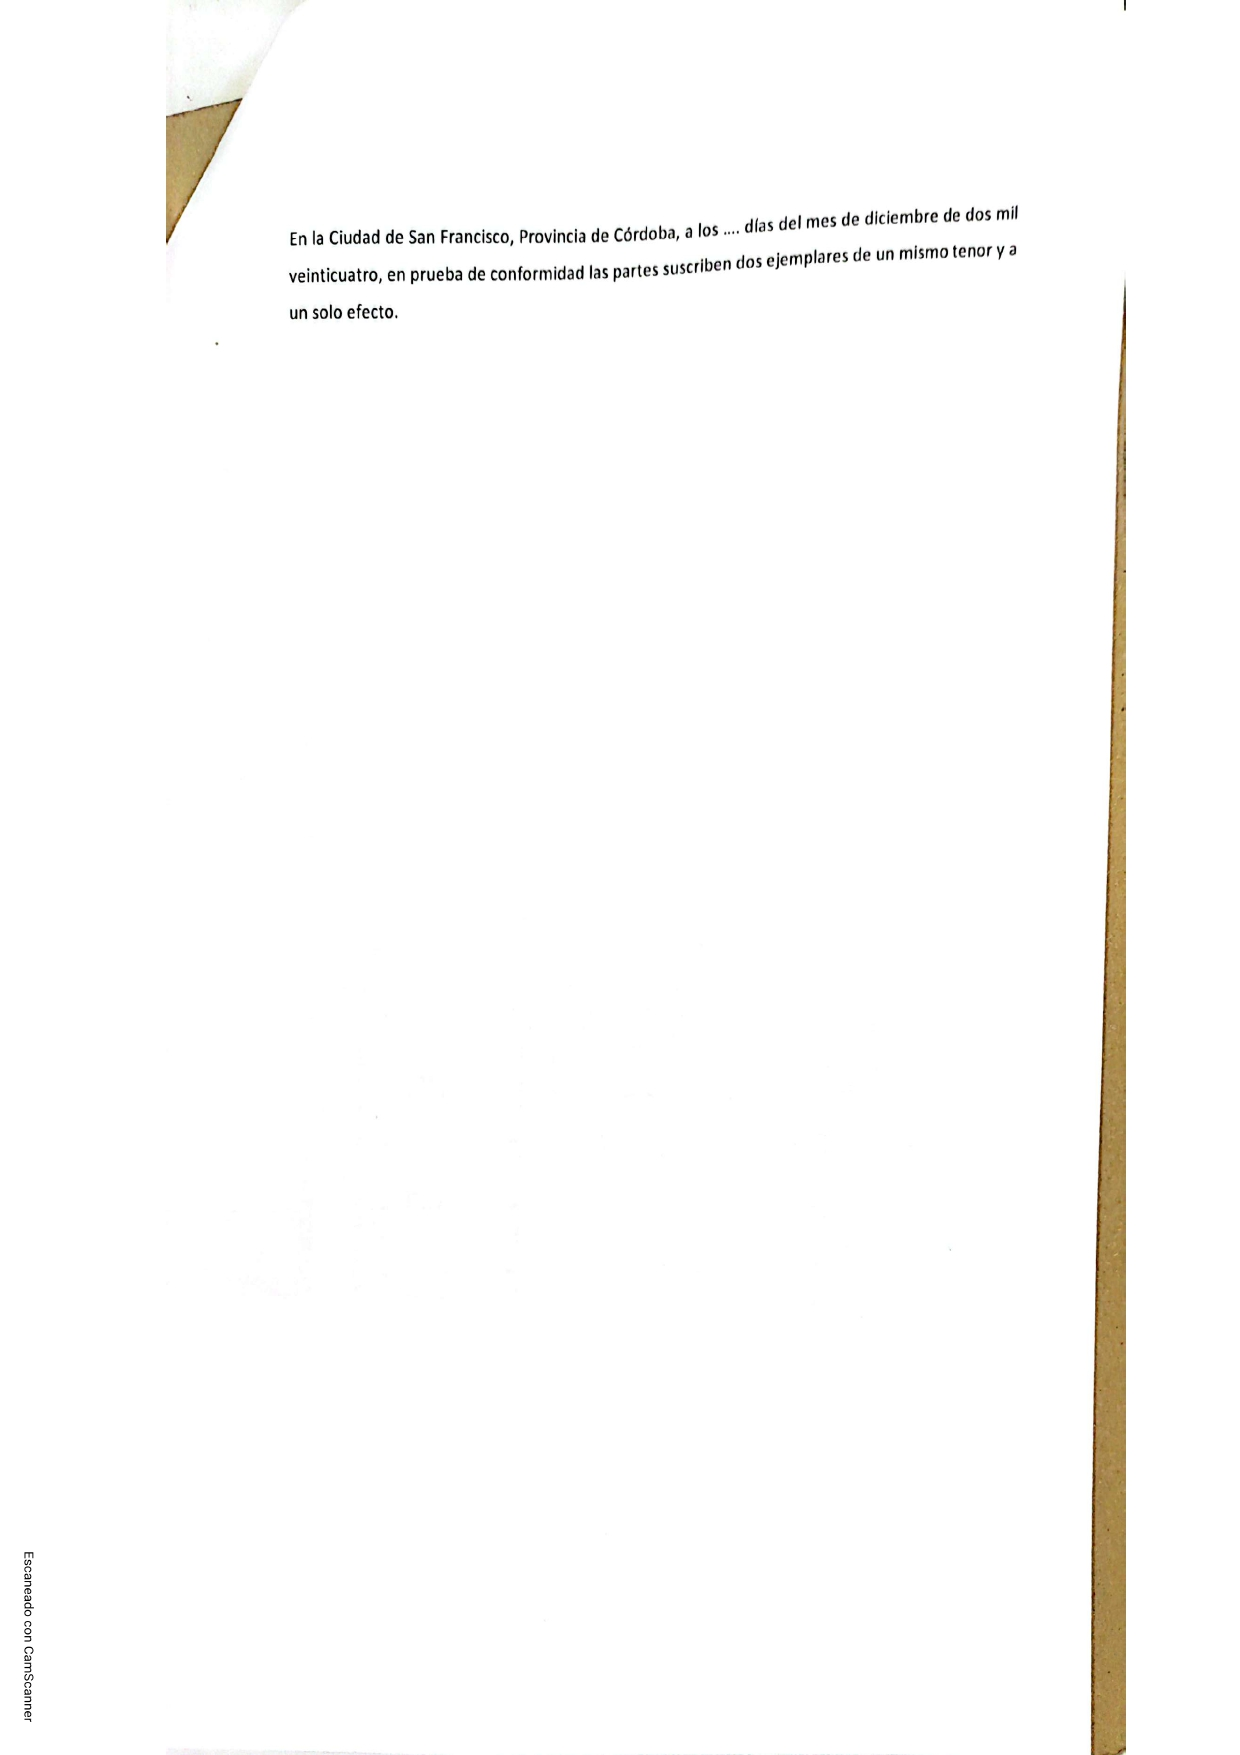 En la Ciudad de San Francisco, Provincia de Córdoba, a los .... días del mes de diciembre de dos mil
veinticuatro, en prueba de conformidad las partes suscriben dos ejemplares de un mismo tenor y a
un solo efecto.
Escaneado con CamScanner